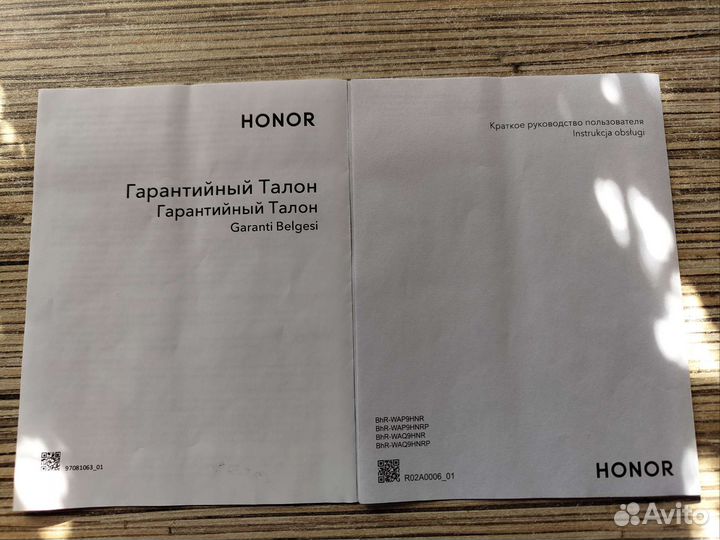 HONOR
Гарантийный Талон
Гарантийный Талон
Garanti Belgesi
97081063_01
Краткое руководство пользователя
Instrukcja obsługi
BhR-WAP9HNR
BhR-WAP9HNRP
BhR-WAQ9HNR
BhR-WAQ9HNRP
R02A0006_01
HONOR
Avito